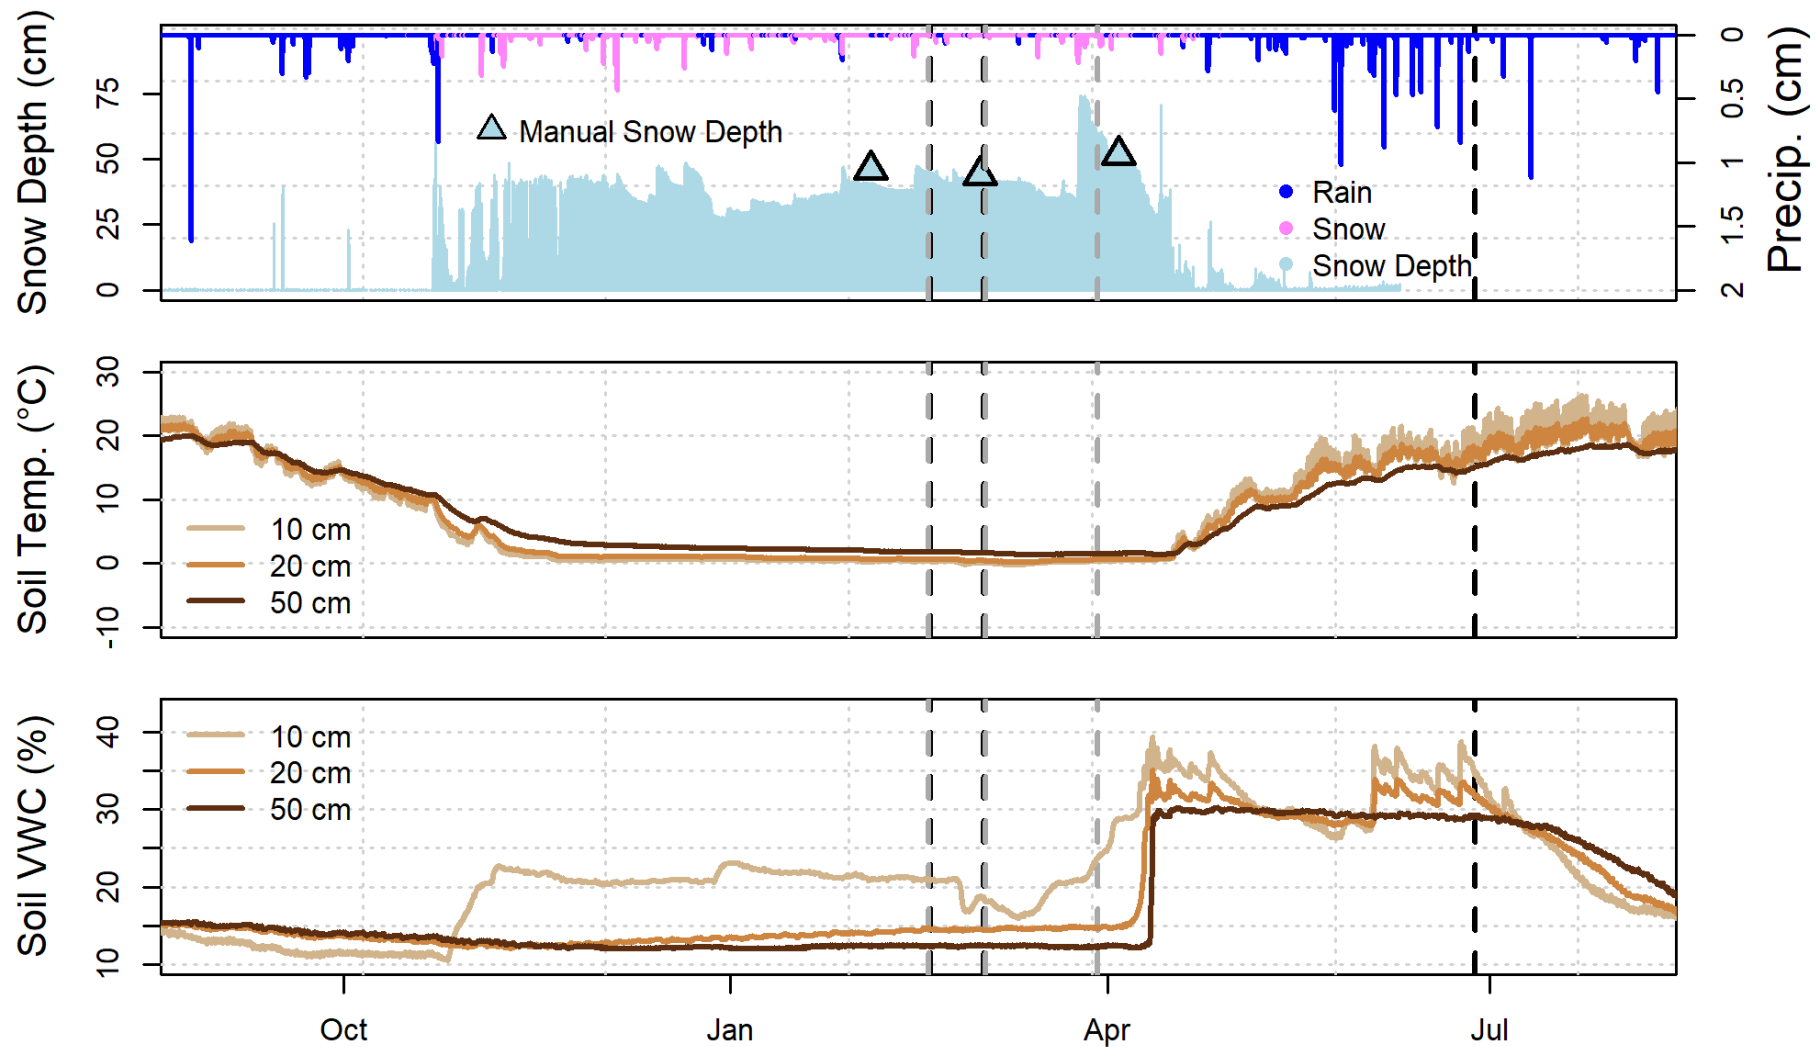 Snow Depth (cm)
75
50
25
0
Manual Snow Depth
Rain
Snow
Snow Depth
0
0.5
1
1.5
2
Precip. (cm)
Soil Temp. (°C)
30
20
10
0
-10
10 cm
20 cm
50 cm
Soil VWC (%)
40
30
20
10
10 cm
20 cm
50 cm
Oct
Jan
Apr
Jul